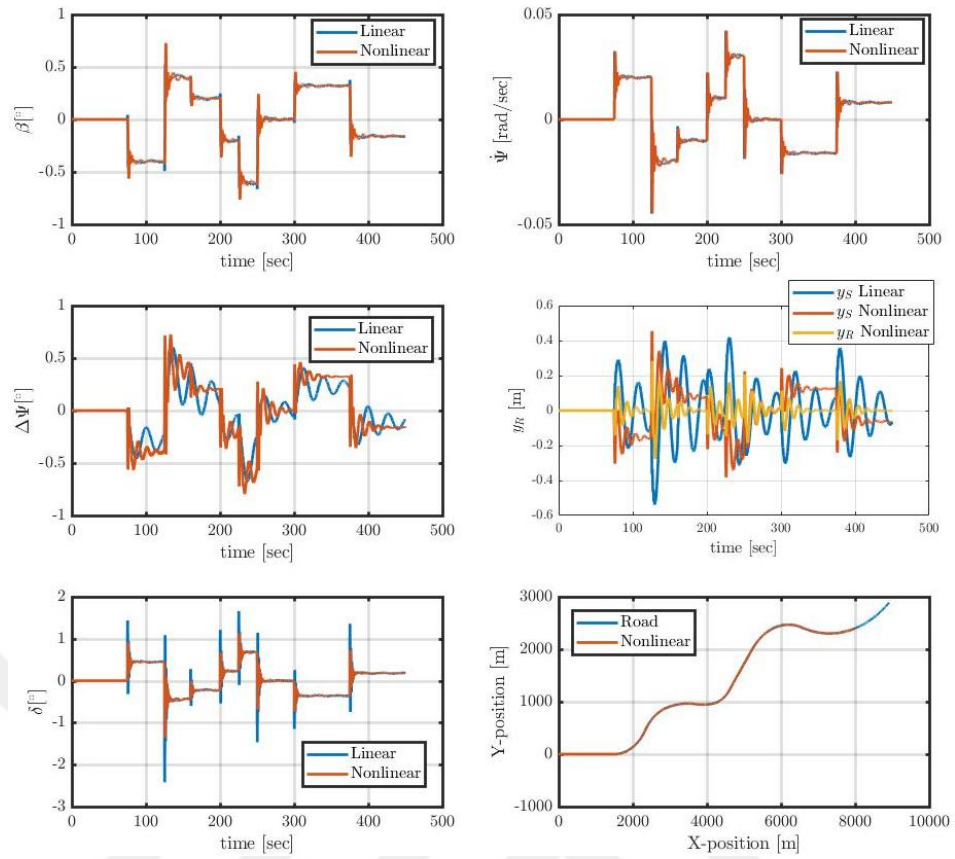 1
0.5
0
-0.5
-1
β[°]
Linear
Nonlinear
0 100 200 300 400 500
time [sec]
0.05
0
-0.05
Ψ̇ [rad/sec]
Linear
Nonlinear
0 100 200 300 400 500
time [sec]
1
0.5
0
-0.5
-1
ΔΨ[°]
Linear
Nonlinear
0 100 200 300 400 500
time [sec]
0.6
0.4
0.2
0
-0.2
-0.4
-0.6
y_R [m]
y_S Linear
y_S Nonlinear
y_R Nonlinear
0 100 200 300 400 500
time [sec]
2
1
0
-1
-2
-3
δ[°]
Linear
Nonlinear
0 100 200 300 400 500
time [sec]
3000
2000
1000
0
-1000
Y-position [m]
Road
Nonlinear
0 2000 4000 6000 8000 10000
X-position [m]